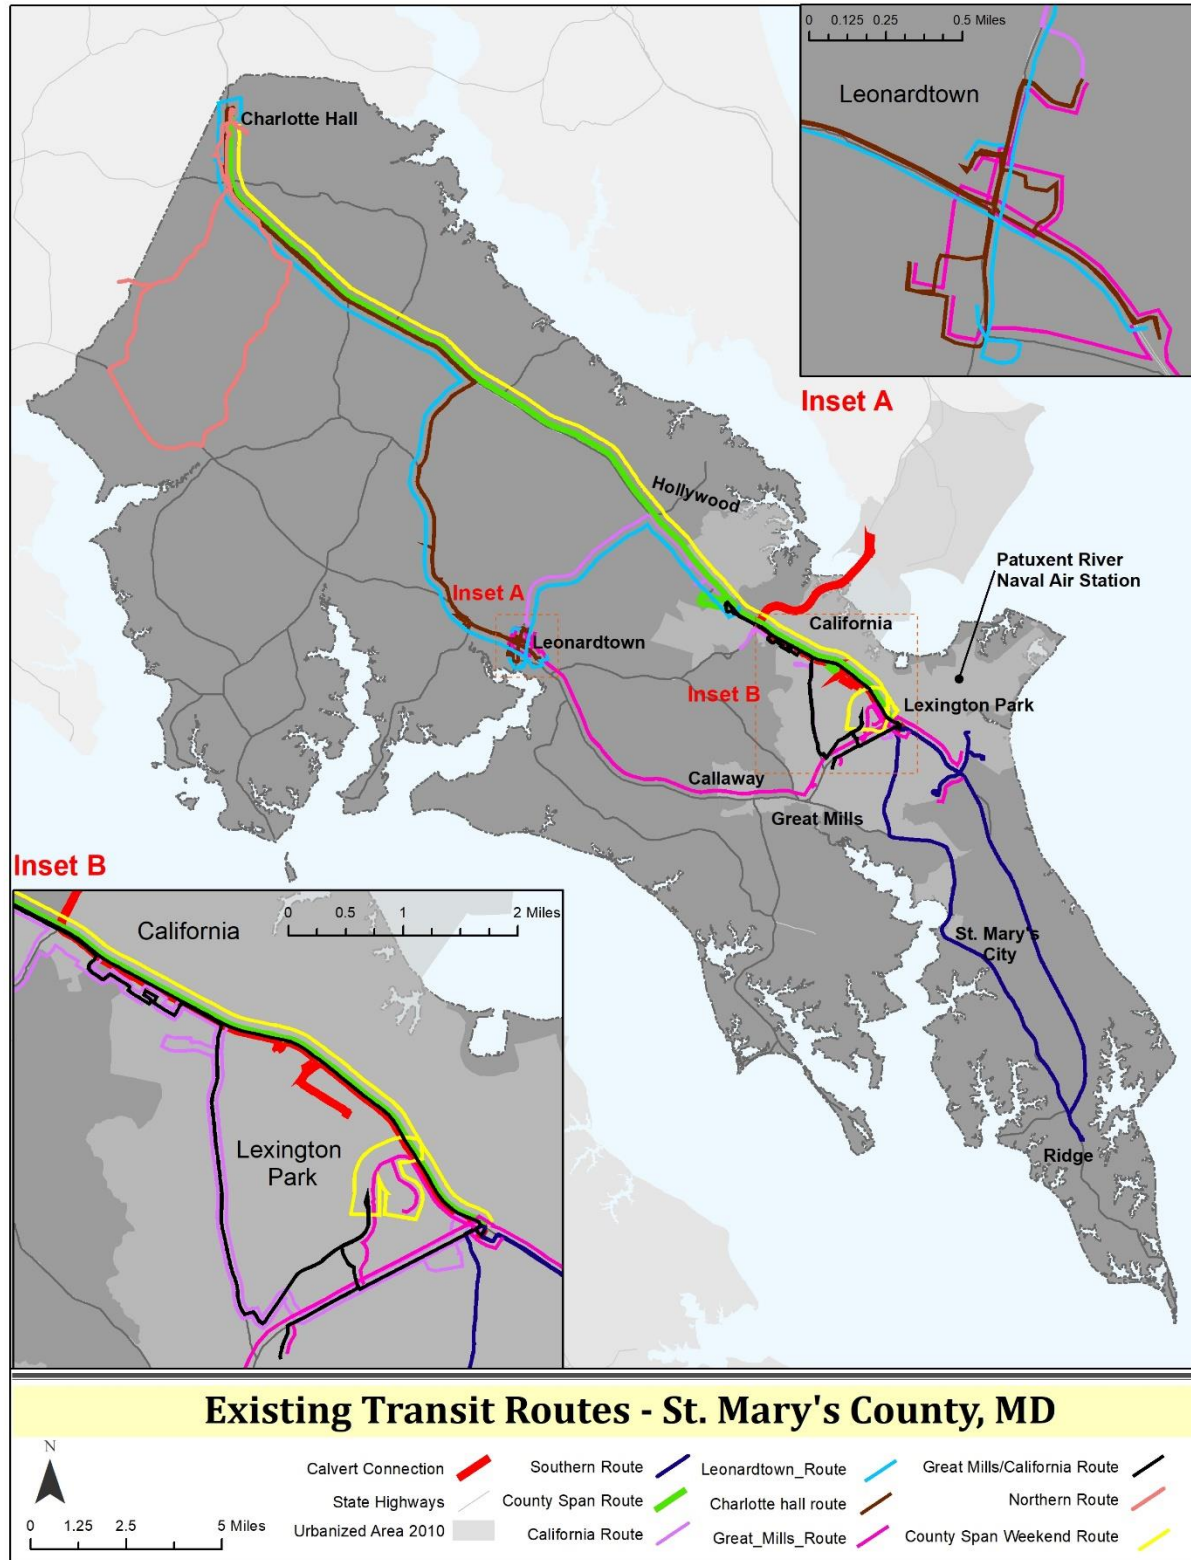 0 0.125 0.25 0.5 Miles
Leonardtown
Inset A
Charlotte Hall
Hollywood
Patuxent River
Naval Air Station
Inset A
Leonardtown
California
Inset B
Lexington Park
Callaway
Great Mills
St. Mary's
City
Ridge
Inset B
0 0.5 1 2 Miles
California
Lexington
Park
Existing Transit Routes - St. Mary's County, MD
N
0 1.25 2.5 5 Miles
Calvert Connection
State Highways
Urbanized Area 2010
Southern Route
County Span Route
California Route
Leonardtown_Route
Charlotte hall route
Great_Mills_Route
Great Mills/California Route
Northern Route
County Span Weekend Route